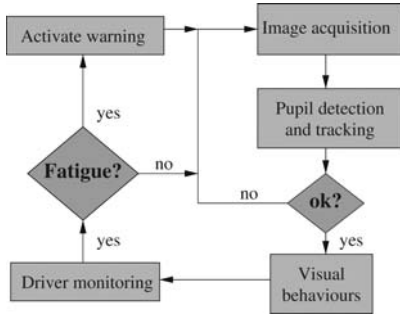 Activate warning
Image acquisition
yes
Pupil detection
and tracking
Fatigue?
no
no
ok?
yes
yes
Driver monitoring
Visual
behaviours